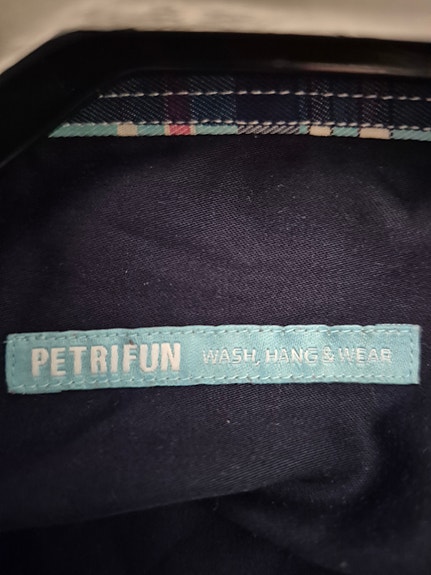 PETRIFUN WASH, HANG & WEAR